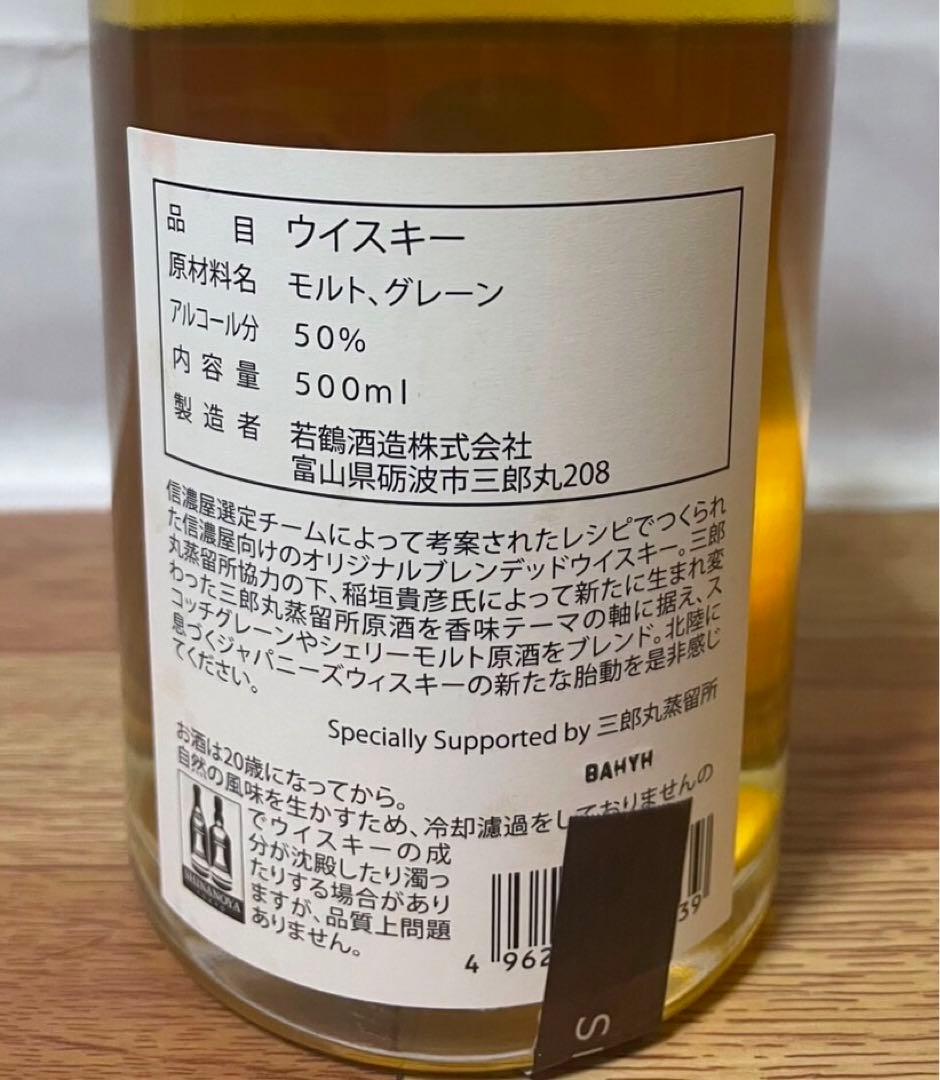 品目 ウイスキー
原材料名 モルト、グレーン
アルコール分 50%
内容量 500ml
製造者 若鶴酒造株式会社
富山県砺波市三郎丸208
信濃屋選定チームによって考案されたレシピでつくられ
た信濃屋向けのオリジナルブレンデッドウイスキー。三郎
丸蒸留所協力の下、稲垣貴彦氏によって新たに生まれ変
わった三郎丸蒸留所原酒を香味テーマの軸に据え、ス
コッチグレーンやシェリーモルト原酒をブレンド。北陸に
息づくジャパニーズウィスキーの新たな胎動を是非感じ
てください。
Specially Supported by 三郎丸蒸留所
BAHYH
お酒は20歳になってから。
自然の風味を生かすため、冷却濾過をしておりませんの
でウイスキーの成
分が沈殿したり濁っ
たりする場合があり
ますが、品質上問題
ありません。
SHINANOYA
4 962
39
S